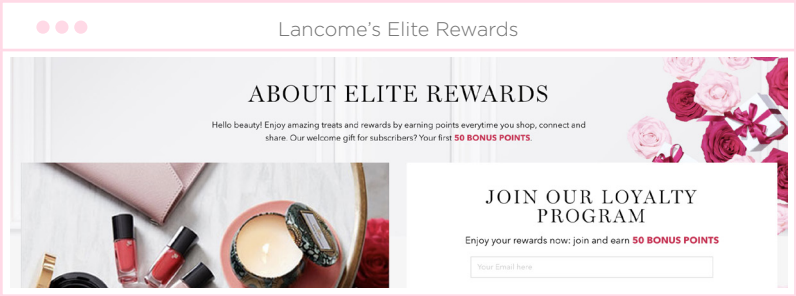 Lancome's Elite Rewards
ABOUT ELITE REWARDS
Hello beauty! Enjoy amazing treats and rewards by earning points everytime you shop, connect and
share. Our welcome gift for subscribers? Your first 50 BONUS POINTS.
JOIN OUR LOYALTY
PROGRAM
Enjoy your rewards now: join and earn 50 BONUS POINTS
Your Email here